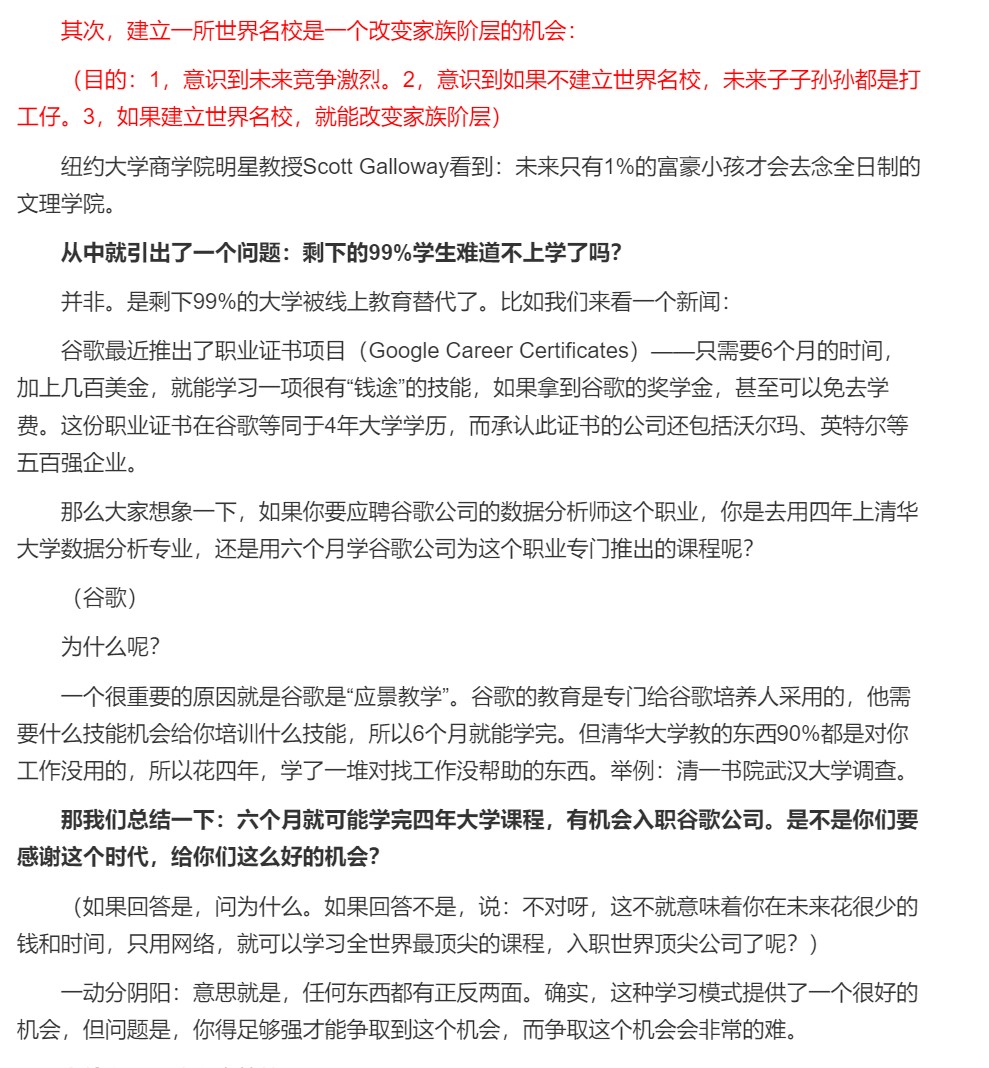 其次，建立一所世界名校是一个改变家族阶层的机会：
（目的：1，意识到未来竞争激烈。2，意识到如果不建立世界名校，未来子子孙孙都是打
工仔。3，如果建立世界名校，就能改变家族阶层）
纽约大学商学院明星教授Scott Galloway看到：未来只有1%的富豪小孩才会去念全日制的
文理学院。
从中就引出了一个问题：剩下的99%学生难道不上学了吗？
并非。是剩下99%的大学被线上教育替代了。比如我们来看一个新闻：
谷歌最近推出了职业证书项目（Google Career Certificates）——只需要6个月的时间，
加上几百美金，就能学习一项很有“钱途”的技能，如果拿到谷歌的奖学金，甚至可以免去学
费。这份职业证书在谷歌等同于4年大学学历，而承认此证书的公司还包括沃尔玛、英特尔等
五百强企业。
那么大家想象一下，如果你要应聘谷歌公司的数据分析师这个职业，你是去用四年上清华
大学数据分析专业，还是用六个月学谷歌公司为这个职业专门推出的课程呢？
（谷歌）
为什么呢？
一个很重要的原因就是谷歌是“应景教学”。谷歌的教育是专门给谷歌培养人采用的，他需
要什么技能机会给你培训什么技能，所以6个月就能学完。但清华大学教的东西90%都是对你
工作没用的，所以花四年，学了一堆对找工作没帮助的东西。举例：清一书院武汉大学调查。
那我们总结一下：六个月就可能学完四年大学课程，有机会入职谷歌公司。是不是你们要
感谢这个时代，给你们这么好的机会？
（如果回答是，问为什么。如果回答不是，说：不对呀，这不就意味着你在未来花很少的
钱和时间，只用网络，就可以学习全世界最顶尖的课程，入职世界顶尖公司了呢？）
一动分阴阳：意思就是，任何东西都有正反两面。确实，这种学习模式提供了一个很好的
机会，但问题是，你得足够强才能争取到这个机会，而争取这个机会会非常的难。